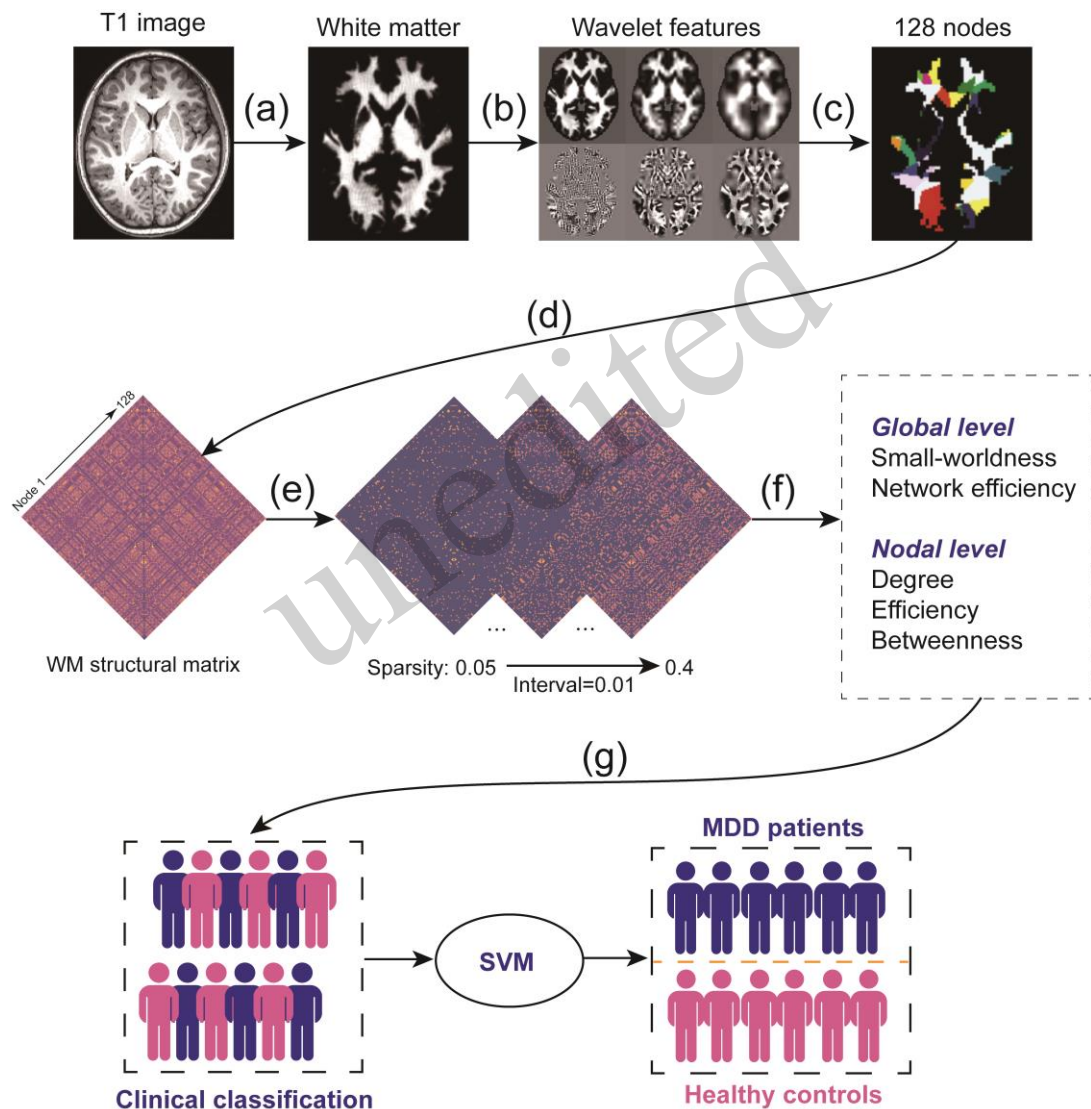 T1 image
White matter
Wavelet features
128 nodes
(a)
(b)
(c)
(d)
Node 1
128
(e)
(f)
Global level
Small-worldness
Network efficiency
Nodal level
Degree
Efficiency
Betweenness
WM structural matrix
... ...
Sparsity: 0.05 0.4
Interval=0.01
unedited
(g)
MDD patients
SVM
Clinical classification
Healthy controls